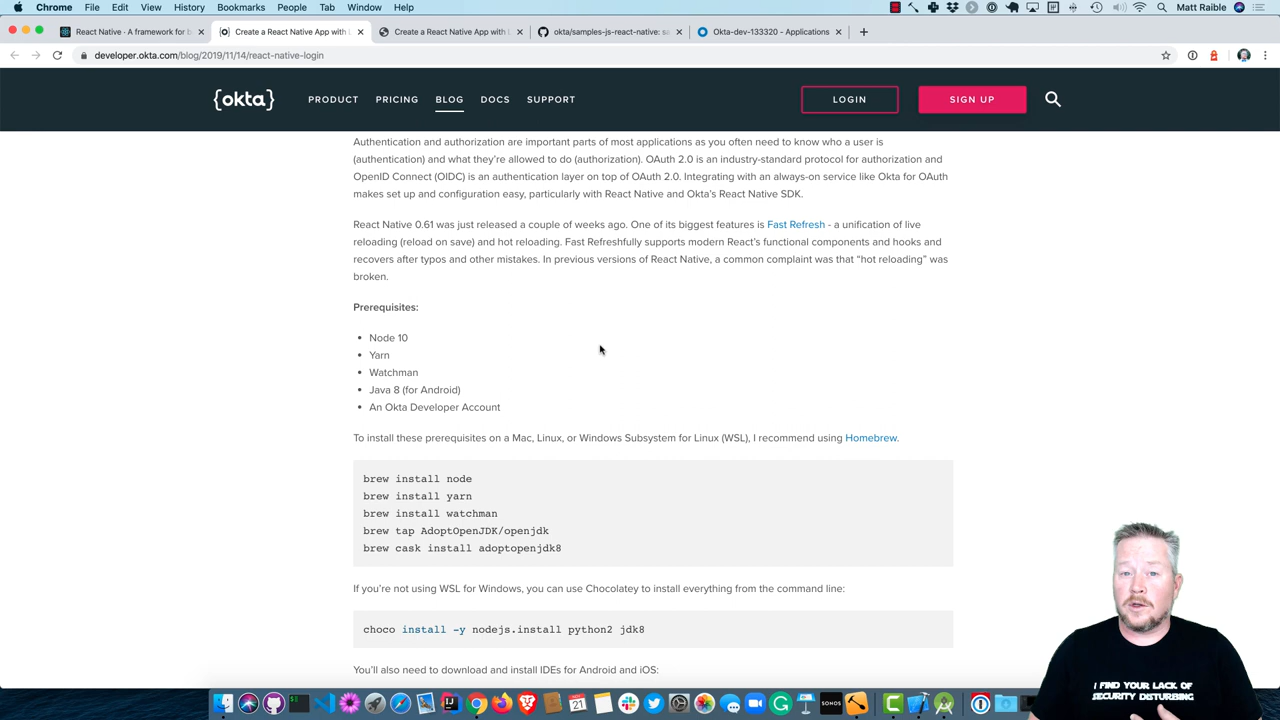 Chrome File Edit View History Bookmarks People Tab Window Help Matt Raible
React Native · A framework for b
Create a React Native App with L
Create a React Native App with L
okta/samples-js-react-native: sa
Okta-dev-133320 - Applications
developer.okta.com/blog/2019/11/14/react-native-login
{okta} PRODUCT PRICING BLOG DOCS SUPPORT LOGIN SIGN UP
Authentication and authorization are important parts of most applications as you often need to know who a user is
(authentication) and what they’re allowed to do (authorization). OAuth 2.0 is an industry-standard protocol for authorization and
OpenID Connect (OIDC) is an authentication layer on top of OAuth 2.0. Integrating with an always-on service like Okta for OAuth
makes set up and configuration easy, particularly with React Native and Okta’s React Native SDK.
React Native 0.61 was just released a couple of weeks ago. One of its biggest features is Fast Refresh - a unification of live
reloading (reload on save) and hot reloading. Fast Refreshfully supports modern React’s functional components and hooks and
recovers after typos and other mistakes. In previous versions of React Native, a common complaint was that “hot reloading” was
broken.
Prerequisites:
• Node 10
• Yarn
• Watchman
• Java 8 (for Android)
• An Okta Developer Account
To install these prerequisites on a Mac, Linux, or Windows Subsystem for Linux (WSL), I recommend using Homebrew.
brew install node
brew install yarn
brew install watchman
brew tap AdoptOpenJDK/openjdk
brew cask install adoptopenjdk8
If you’re not using WSL for Windows, you can use Chocolatey to install everything from the command line:
choco install -y nodejs.install python2 jdk8
You’ll also need to download and install IDEs for Android and iOS:
I FIND YOUR LACK OF
SECURITY DISTURBING
SONOS